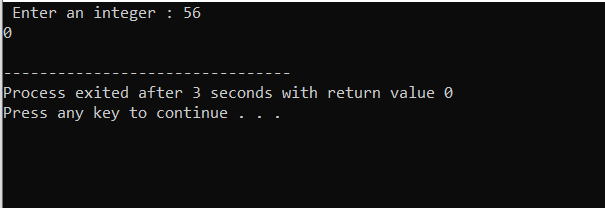 Enter an integer : 56
0
--------------------------------
Process exited after 3 seconds with return value 0
Press any key to continue . . .